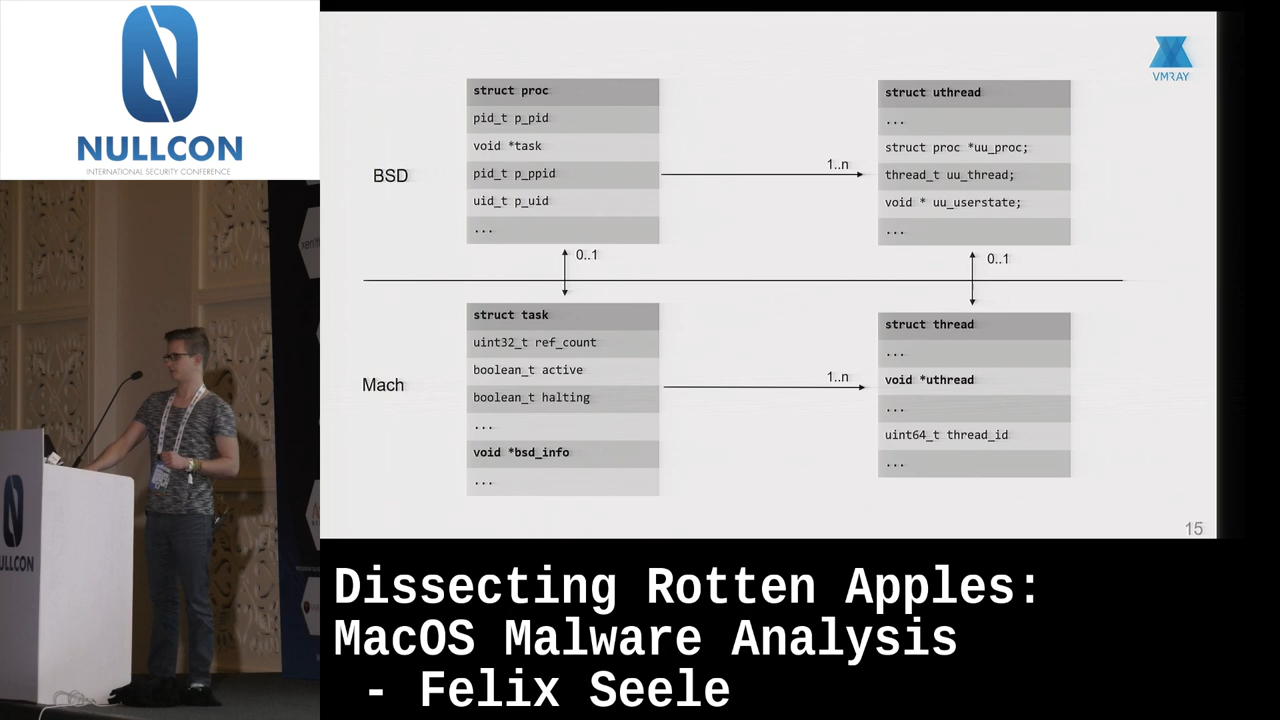 NULLCON
INTERNATIONAL SECURITY CONFERENCE
VMRAY
BSD
struct proc
pid_t p_pid
void *task
pid_t p_ppid
uid_t p_uid
...
1..n
struct uthread
...
struct proc *uu_proc;
thread_t uu_thread;
void * uu_userstate;
...
0..1
0..1
Mach
struct task
uint32_t ref_count
boolean_t active
boolean_t halting
...
void *bsd_info
...
1..n
struct thread
...
void *uthread
...
uint64_t thread_id
...
15
ULLCON
Dissecting Rotten Apples:
MacOS Malware Analysis
- Felix Seele